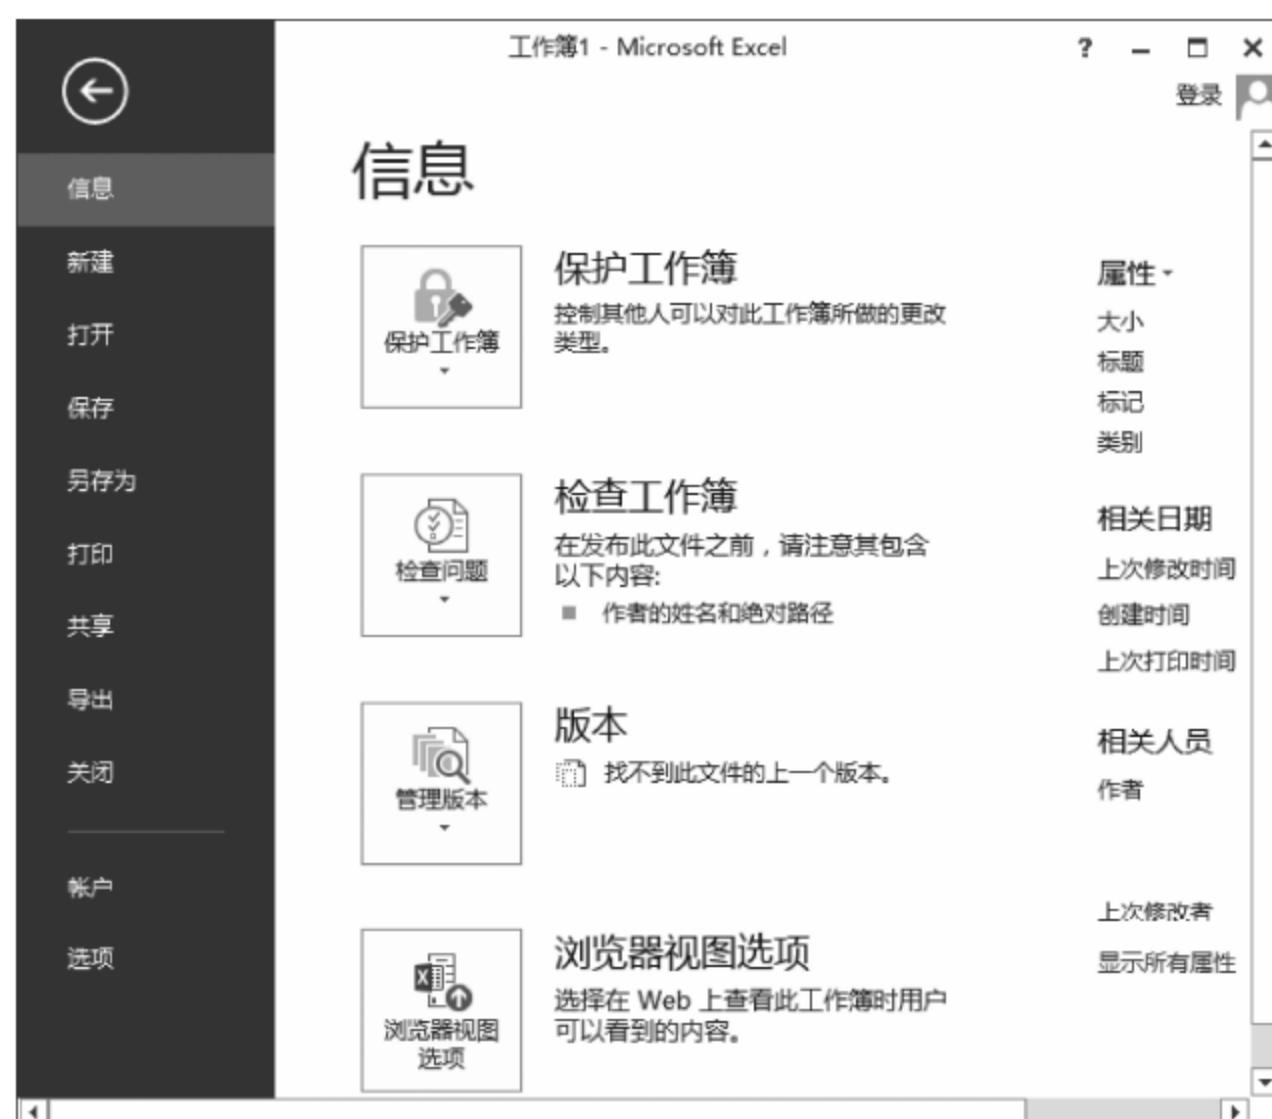 工作簿1 - Microsoft Excel
?
登录
信息
新建
打开
保存
另存为
打印
共享
导出
关闭
帐户
选项
信息
保护工作簿
保护工作簿
控制其他人可以对此工作簿所做的更改
类型。
检查问题
检查工作簿
在发布此文件之前，请注意其包含
以下内容:
作者的姓名和绝对路径
管理版本
版本
找不到此文件的上一个版本。
浏览器视图
选项
浏览器视图选项
选择在 Web 上查看此工作簿时用户
可以看到的内容。
属性
大小
标题
标记
类别
相关日期
上次修改时间
创建时间
上次打印时间
相关人员
作者
上次修改者
显示所有属性